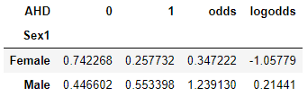 AHD 0 1 odds logodds
Sex1
Female 0.742268 0.257732 0.347222 -1.05779
Male 0.446602 0.553398 1.239130 0.21441